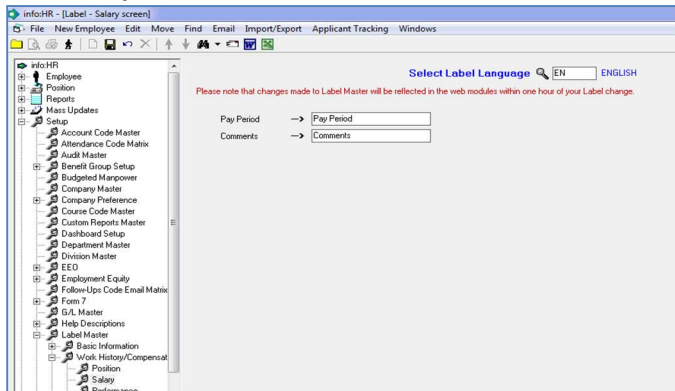 info:HR - [Label - Salary screen]
File New Employee Edit Move Find Email Import/Export Applicant Tracking Windows
info:HR
Employee
Position
Reports
Mass Updates
Setup
Account Code Master
Attendance Code Matrix
Audit Master
Benefit Group Setup
Budgeted Manpower
Company Master
Company Preference
Course Code Master
Custom Reports Master
Dashboard Setup
Department Master
Division Master
EEO
Employment Equity
Follow-Ups Code Email Matrix
Form 7
G/L Master
Help Descriptions
Label Master
Basic Information
Work History/Compensat
Position
Salary
Performance
Select Label Language EN ENGLISH
Please note that changes made to Label Master will be rellected in the web modules within one hour of your Label change.
Pay Period --> Pay Period
Comments --> Comments